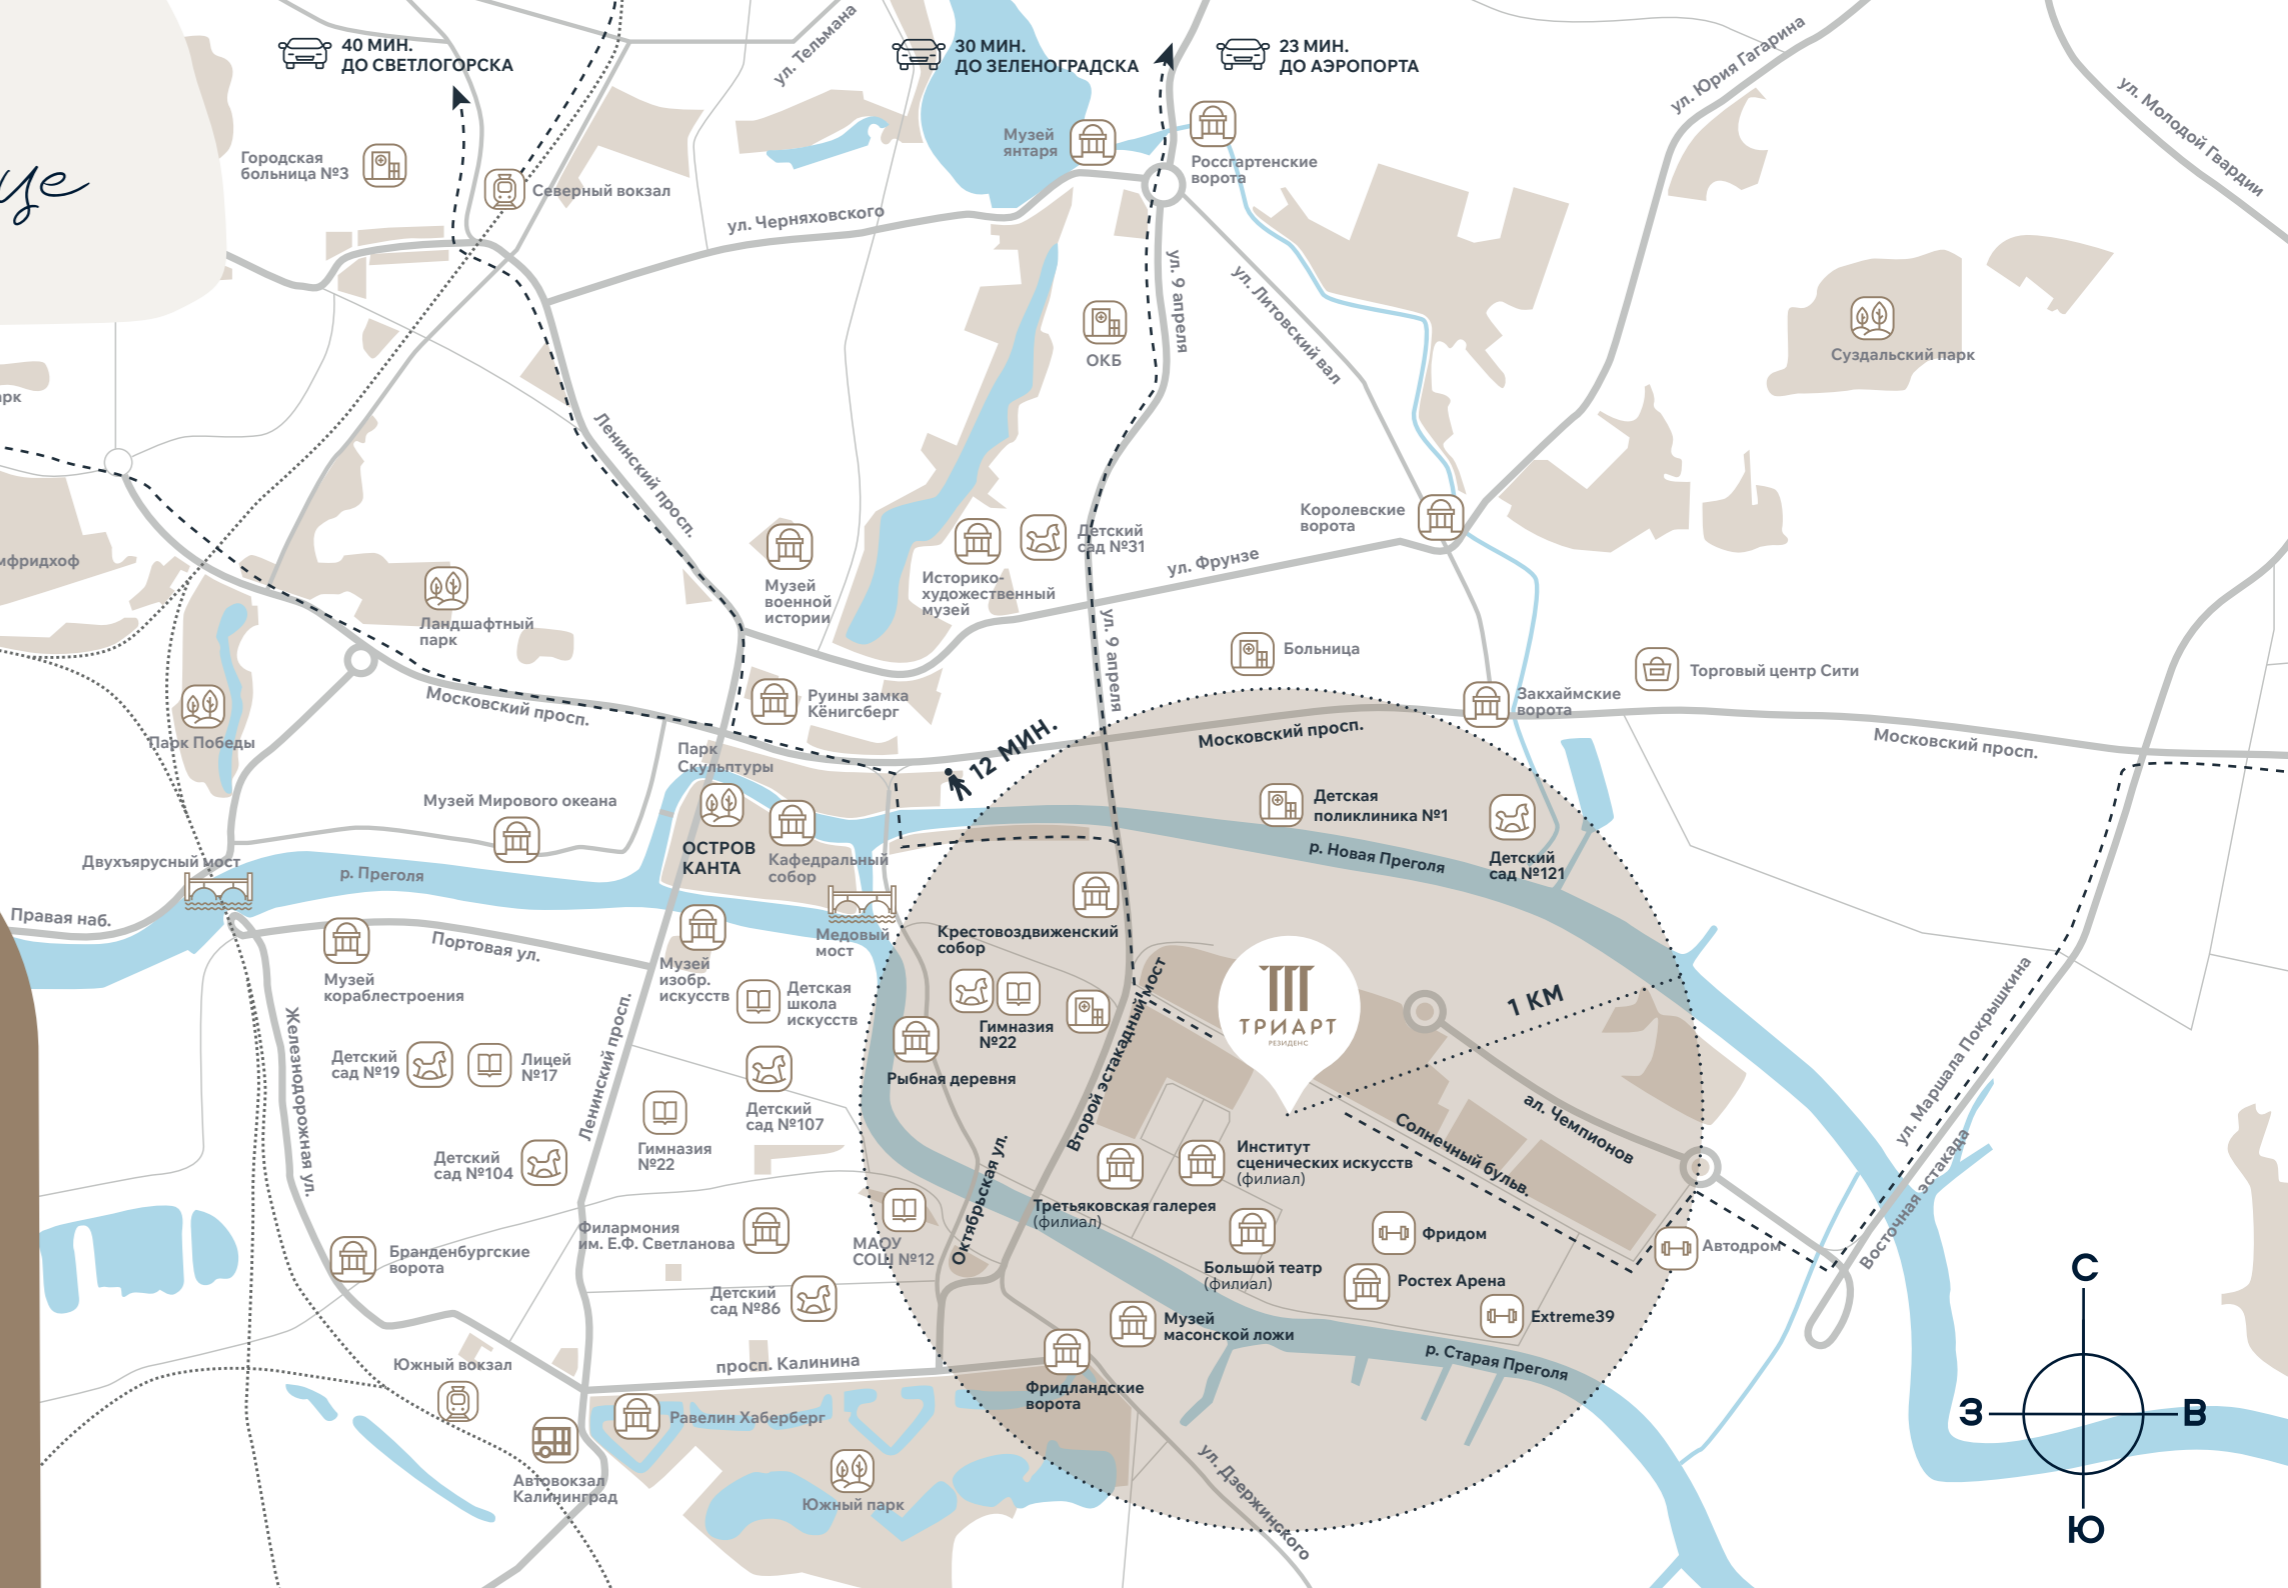 40 МИН.
ДО СВЕТЛОГОРСКА
30 МИН.
ДО ЗЕЛЕНОГРАДСКА
23 МИН.
ДО АЭРОПОРТА
ул. Тельмана
ул. Юрия Гагарина
ул. Молодой Гвардии
Городская
больница №3
Северный вокзал
Музей
янтаря
Россгартенские
ворота
ул. Черняховского
ул. 9 апреля
ул. Литовский вал
ОКБ
Суздальский парк
Ленинский просп.
Королевские
ворота
Музей
военной
истории
Историко-
художественный
музей
Детский
сад №31
ул. Фрунзе
Ландшафтный
парк
ул. 9 апреля
Больница
Торговый центр Сити
Закхаймские
ворота
Руины замка
Кёнигсберг
Московский просп.
Парк Победы
Парк
Скульптуры
12 МИН.
Московский просп.
Московский просп.
Музей Мирового океана
Двухъярусный мост
р. Преголя
Правая наб.
ОСТРОВ
КАНТА
Кафедральный
собор
Детская
поликлиника №1
Детский
сад №121
р. Новая Преголя
Портовая ул.
Медовый
мост
Крестовоздвиженский
собор
Музей
кораблестроения
Музей
изобр.
искусств
Детская
школа
искусств
Гимназия
№22
Второй эстакадный мост
ТРИАРТ
РЕЗИДЕНС
1 КМ
ул. Маршала Покрышкина
Железнодорожная ул.
Ленинский просп.
Детский
сад №19
Лицей
№17
Рыбная деревня
Детский
сад №107
Гимназия
№22
Детский
сад №104
Солнечный бульв.
ал. Чемпионов
Восточная эстакада
Институт
сценических искусств
(филиал)
Третьяковская галерея
(филиал)
Октябрьская ул.
Филармония
им. Е.Ф. Светланова
МАОУ
СОШ №12
Бранденбургские
ворота
Большой театр
(филиал)
Фридом
Автодром
Ростех Арена
Extreme39
Детский
сад №86
Музей
масонской ложи
р. Старая Преголя
Южный вокзал
просп. Калинина
Фридландские
ворота
Равелин Хаберберг
Автовокзал
Калининград
Южный парк
ул. Дзержинского
С
З
В
Ю